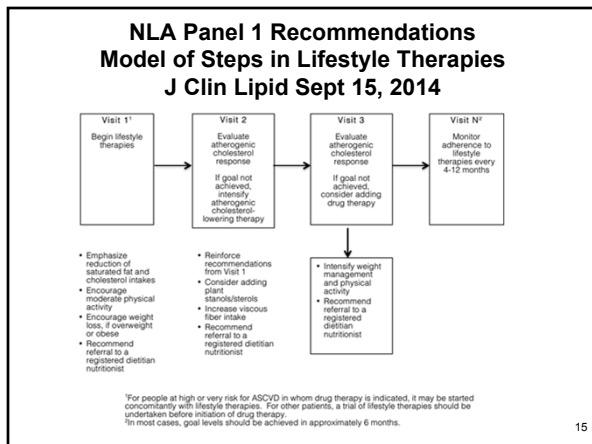 NLA Panel 1 Recommendations
Model of Steps in Lifestyle Therapies
J Clin Lipid Sept 15, 2014
Visit 1¹
Begin lifestyle
therapies
Visit 2
Evaluate
atherogenic
cholesterol
response
If goal not
achieved,
intensify
atherogenic
cholesterol-
lowering therapy
Visit 3
Evaluate
atherogenic
cholesterol
response
If goal not
achieved,
consider adding
drug therapy
Visit N²
Monitor
adherence to
lifestyle
therapies every
4-12 months
• Emphasize
reduction of
saturated fat and
cholesterol intakes
• Encourage
moderate physical
activity
• Encourage weight
loss, if overweight
or obese
• Recommend
referral to a
registered dietitian
nutritionist
• Reinforce
recommendations
from Visit 1
• Consider adding
plant
stanols/sterols
• Increase viscous
fiber intake
• Recommend
referral to a
registered dietitian
nutritionist
• Intensify weight
management
and physical
activity
• Recommend
referral to a
registered dietitian
nutritionist
¹For people at high or very risk for ASCVD in whom drug therapy is indicated, it may be started
concomitantly with lifestyle therapies. For other patients, a trial of lifestyle therapies should be
undertaken before initiation of drug therapy.
²In most cases, goal levels should be achieved in approximately 6 months.
15